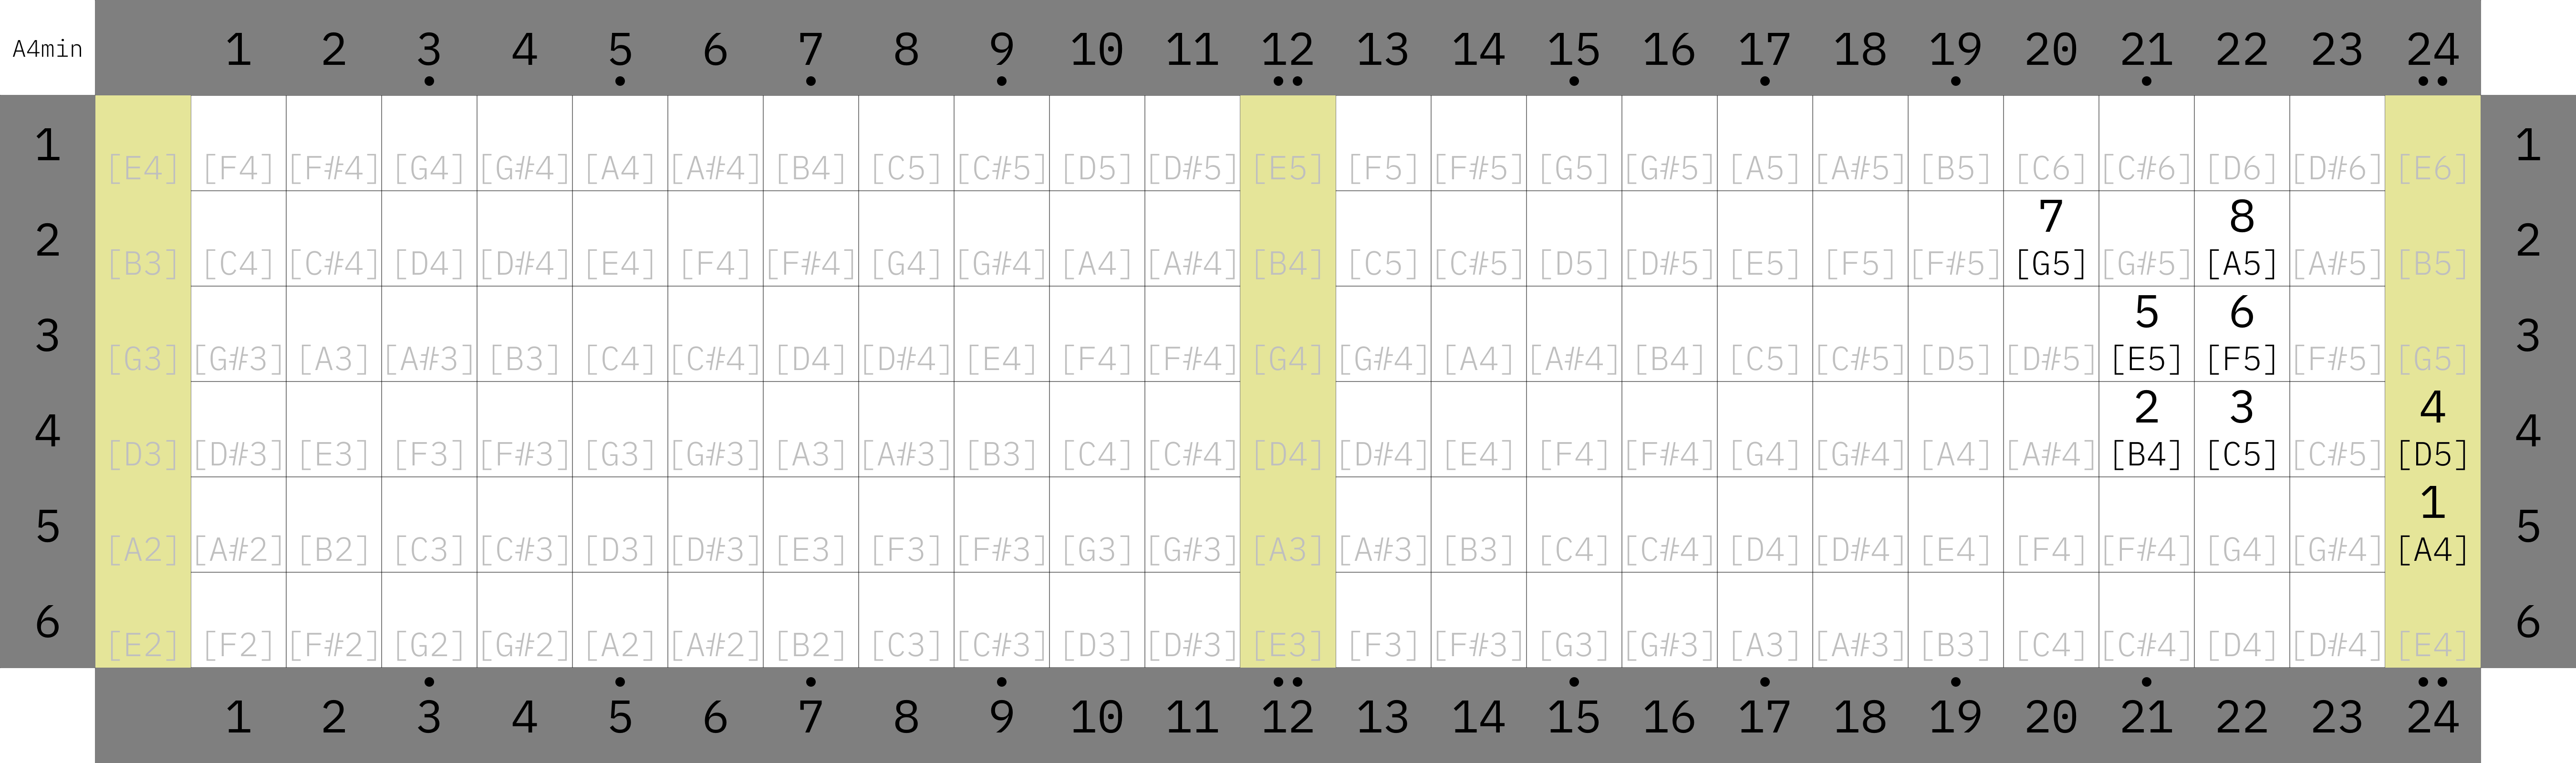 A4min 1 2 3 4 5 6 7 8 9 10 11 12 13 14 15 16 17 18 19 20 21 22 23 24
1 [E4] [F4] [F#4] [G4] [G#4] [A4] [A#4] [B4] [C5] [C#5] [D5] [D#5] [E5] [F5] [F#5] [G5] [G#5] [A5] [A#5] [B5] [C6] [C#6] [D6] [D#6] [E6] 1
7 8
2 [B3] [C4] [C#4] [D4] [D#4] [E4] [F4] [F#4] [G4] [G#4] [A4] [A#4] [B4] [C5] [C#5] [D5] [D#5] [E5] [F5] [F#5] [G5] [G#5] [A5] [A#5] [B5] 2
5 6
3 [G3] [G#3] [A3] [A#3] [B3] [C4] [C#4] [D4] [D#4] [E4] [F4] [F#4] [G4] [G#4] [A4] [A#4] [B4] [C5] [C#5] [D5] [D#5] [E5] [F5] [F#5] [G5] 3
2 3 4
4 [D3] [D#3] [E3] [F3] [F#3] [G3] [G#3] [A3] [A#3] [B3] [C4] [C#4] [D4] [D#4] [E4] [F4] [F#4] [G4] [G#4] [A4] [A#4] [B4] [C5] [C#5] [D5] 4
1
5 [A2] [A#2] [B2] [C3] [C#3] [D3] [D#3] [E3] [F3] [F#3] [G3] [G#3] [A3] [A#3] [B3] [C4] [C#4] [D4] [D#4] [E4] [F4] [F#4] [G4] [G#4] [A4] 5
6 [E2] [F2] [F#2] [G2] [G#2] [A2] [A#2] [B2] [C3] [C#3] [D3] [D#3] [E3] [F3] [F#3] [G3] [G#3] [A3] [A#3] [B3] [C4] [C#4] [D4] [D#4] [E4] 6
1 2 3 4 5 6 7 8 9 10 11 12 13 14 15 16 17 18 19 20 21 22 23 24